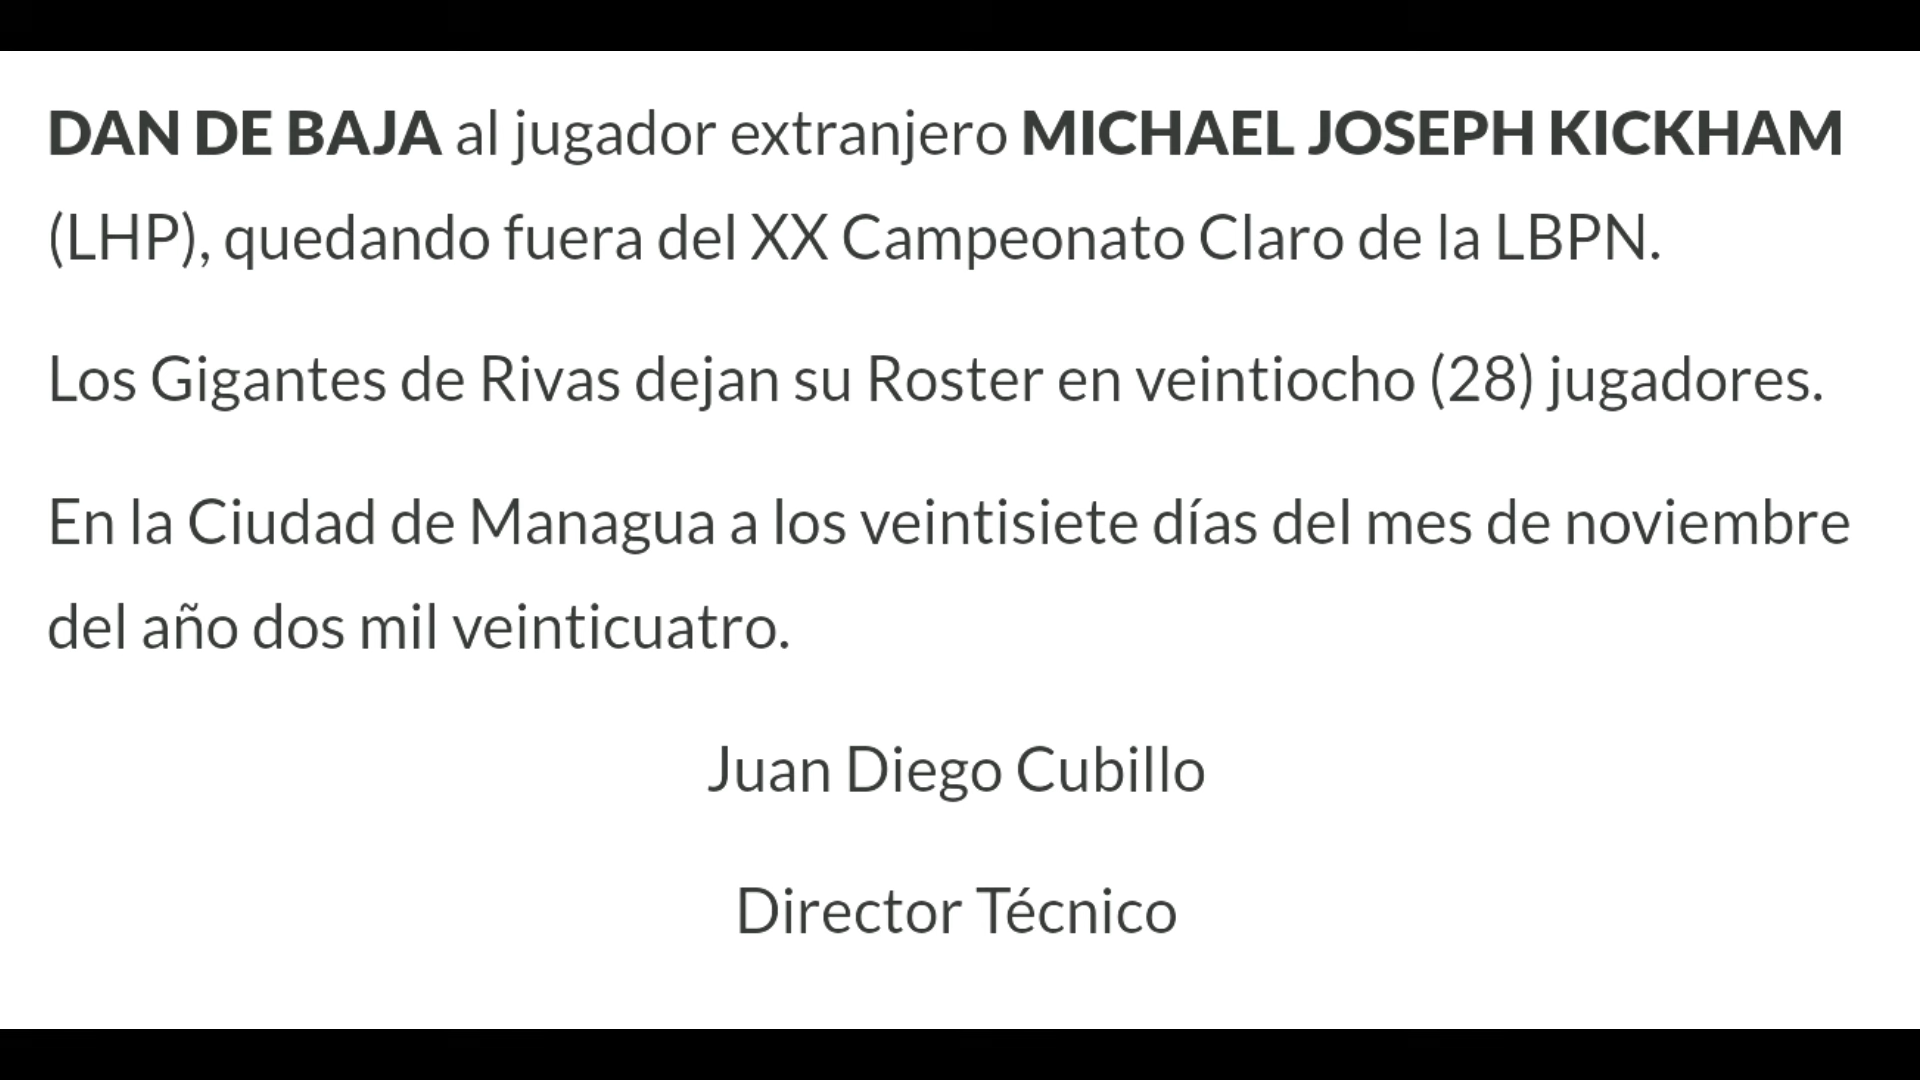 DAN DE BAJA al jugador extranjero MICHAEL JOSEPH KICKHAM
(LHP), quedando fuera del XX Campeonato Claro de la LBPN.
Los Gigantes de Rivas dejan su Roster en veintiocho (28) jugadores.
En la Ciudad de Managua a los veintisiete días del mes de noviembre
del año dos mil veinticuatro.
Juan Diego Cubillo
Director Técnico